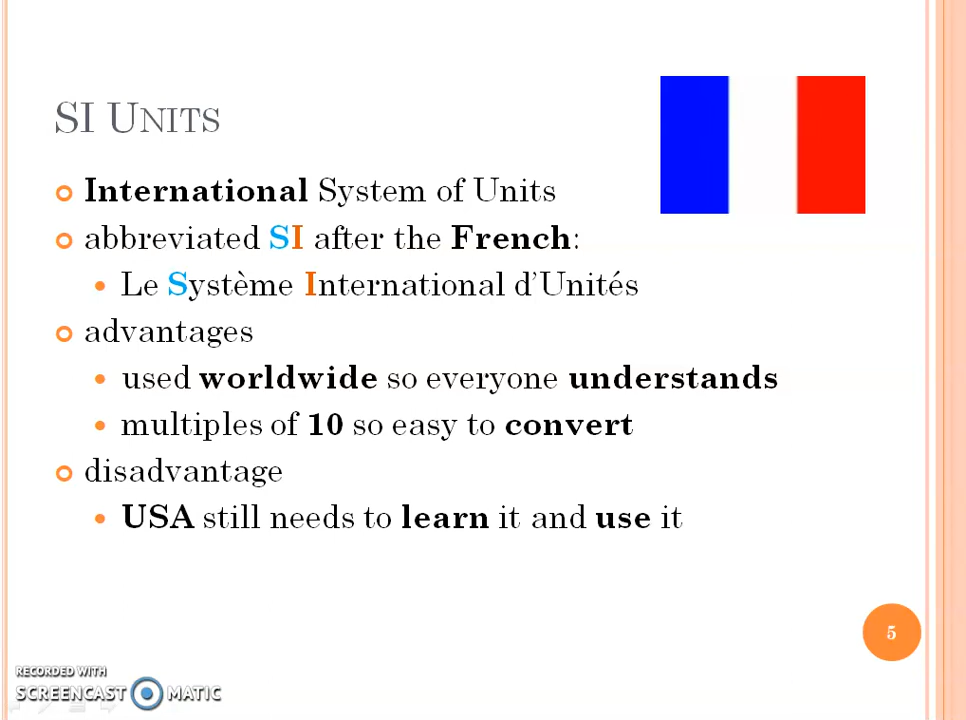 SI UNITS
International System of Units
abbreviated SI after the French:
Le Système International d'Unités
advantages
used worldwide so everyone understands
multiples of 10 so easy to convert
disadvantage
USA still needs to learn it and use it
5
RECORDED WITH
SCREENCAST MATIC